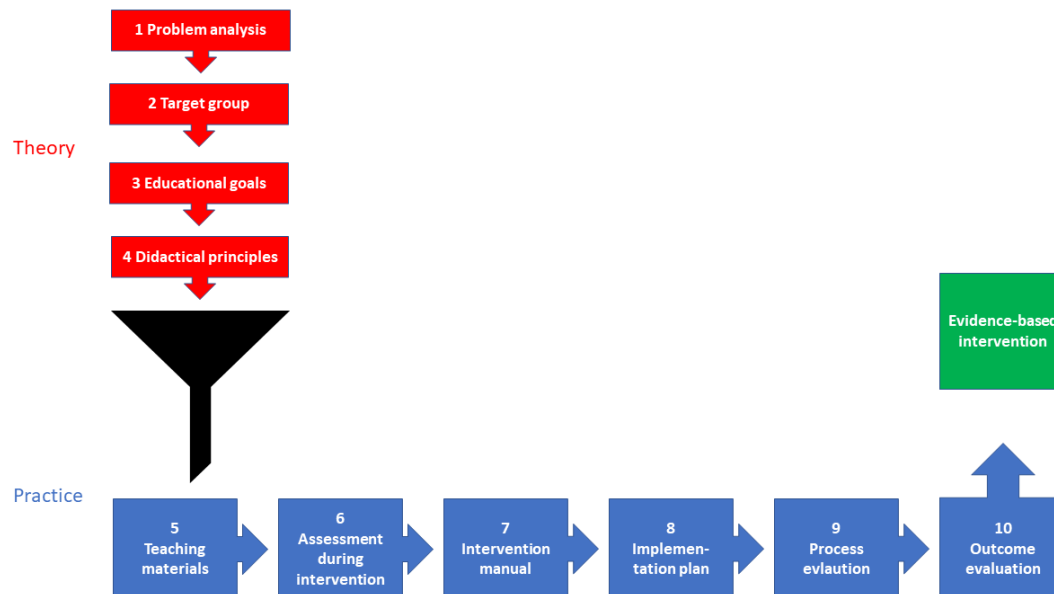 1 Problem analysis
2 Target group
Theory
3 Educational goals
4 Didactical principles
Evidence-based
intervention
Practice
5
Teaching
materials
6
Assessment
during
intervention
7
Intervention
manual
8
Implemen-
tation plan
9
Process
evlaution
10
Outcome
evaluation